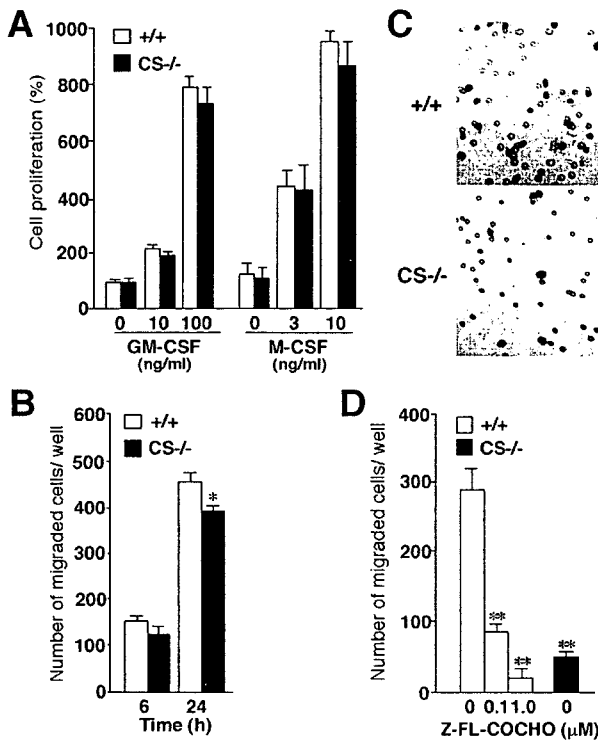 A
Cell proliferation (%)
1000
800
600
400
200
0
+/+
CS-/-
0 10 100
GM-CSF
(ng/ml)
0 3 10
M-CSF
(ng/ml)
C
+/+
CS-/-
B
Number of migraded cells/ well
600
500
400
300
200
100
0
+/+
CS-/-
*
6 24
Time (h)
D
Number of migraded cells/ well
400
300
200
100
0
+/+
CS-/-
**
**
**
0 0.11.0 0
Z-FL-COCHO (μM)